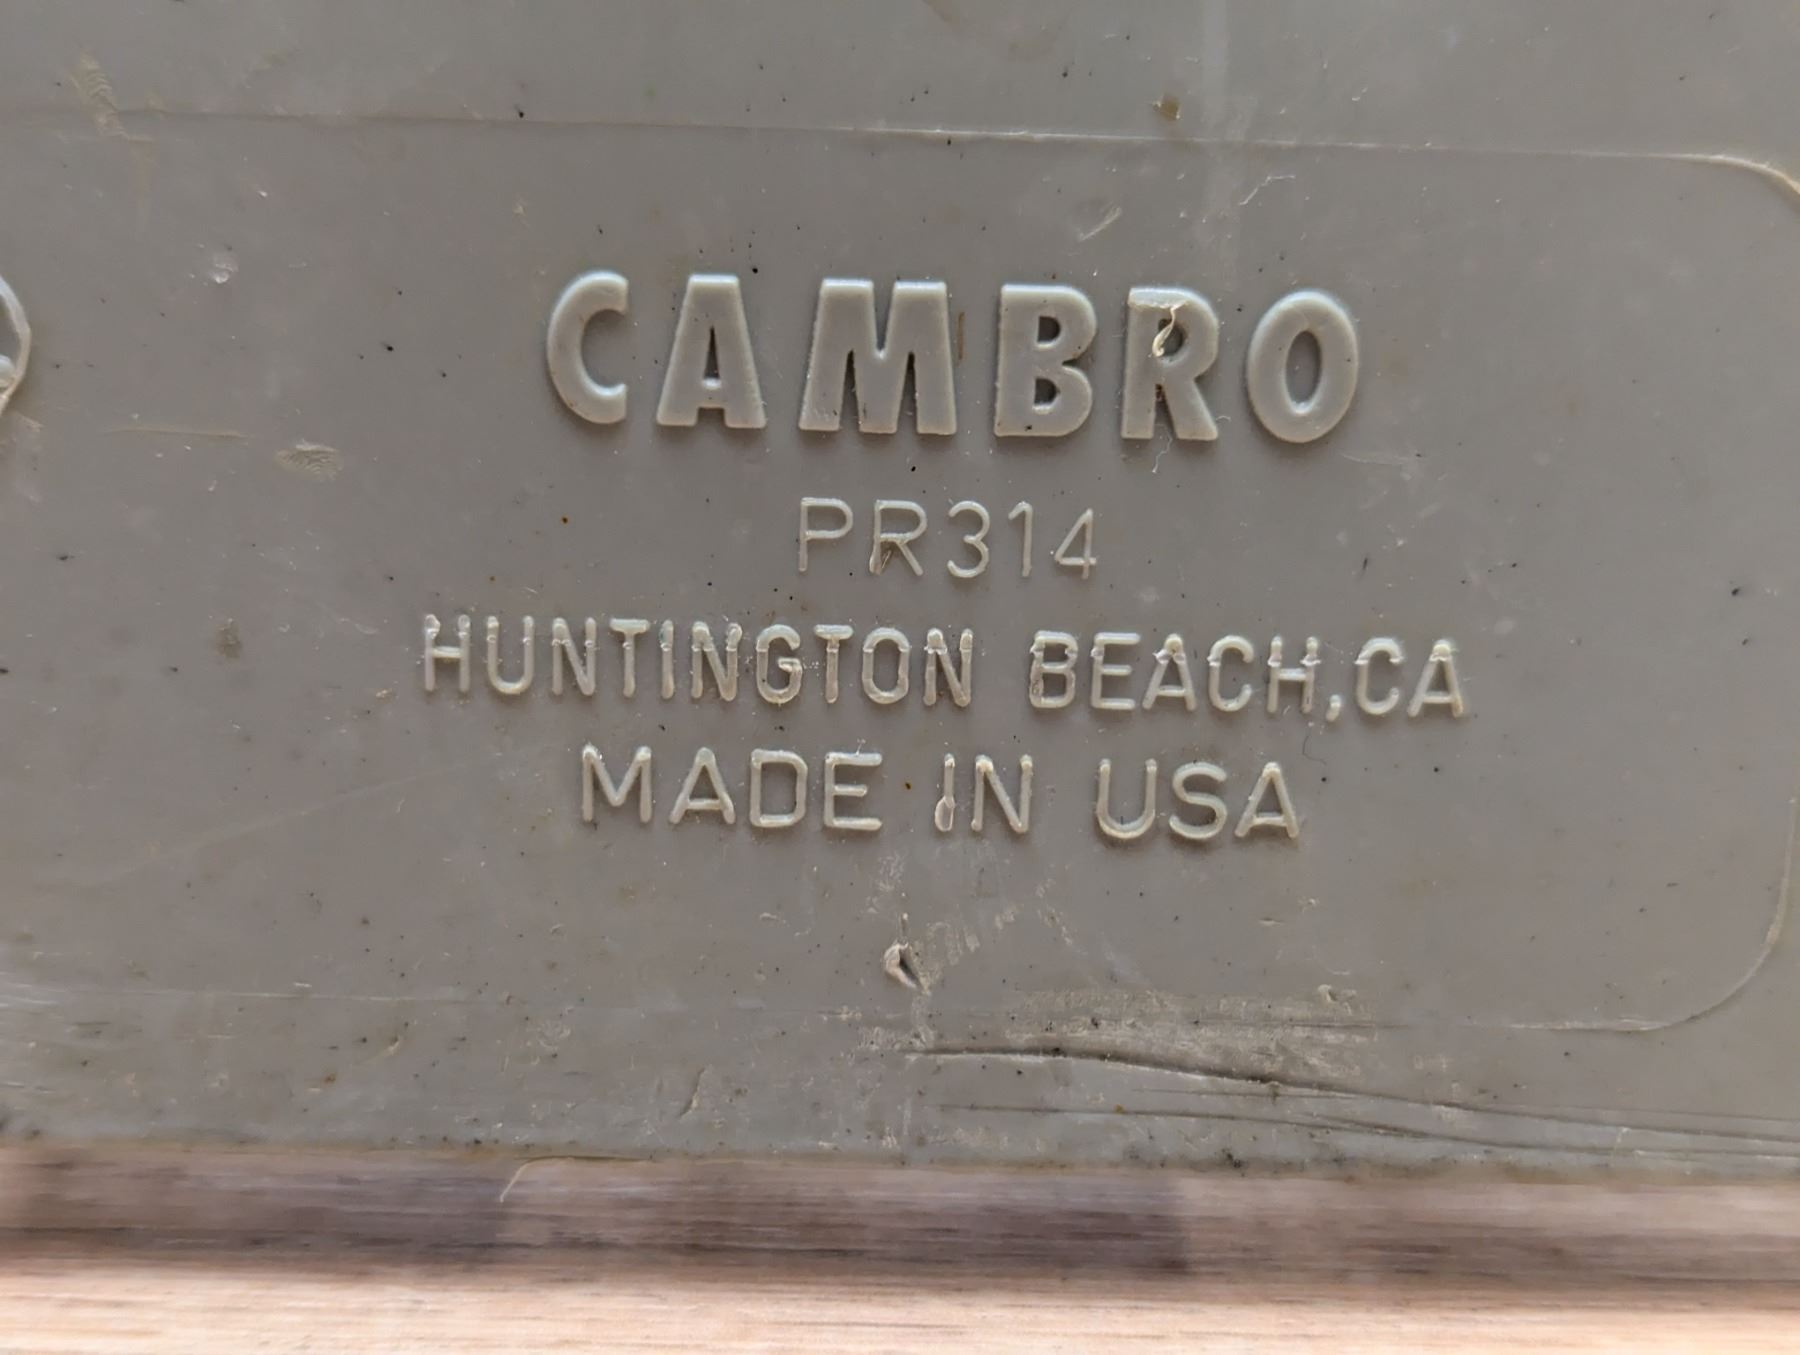 CAMBRO
PR314
HUNTINGTON BEACH,CA
MADE IN USA